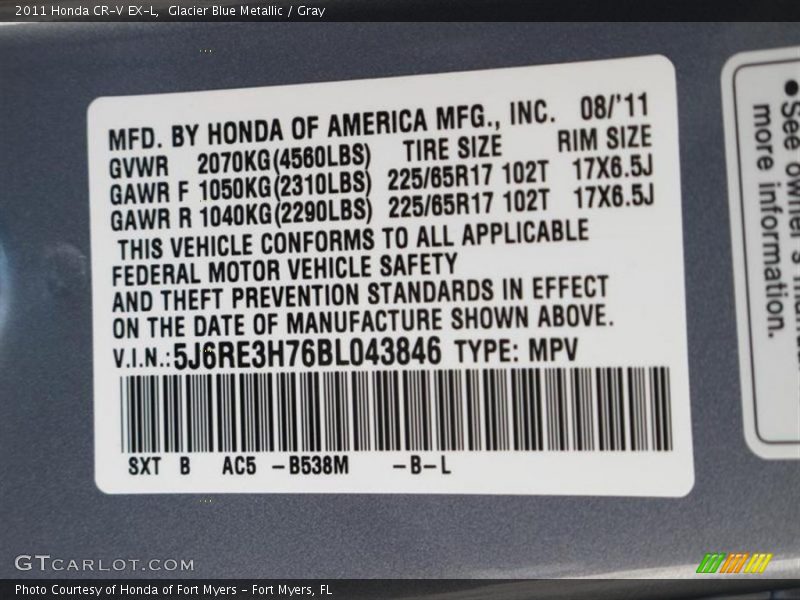 2011 Honda CR-V EX-L,  Glacier Blue Metallic / Gray
MFD. BY HONDA OF AMERICA MFG., INC. 08/'11
GVWR 2070KG(4560LBS) TIRE SIZE RIM SIZE
GAWR F 1050KG(2310LBS) 225/65R17 102T 17X6.5J
GAWR R 1040KG(2290LBS) 225/65R17 102T 17X6.5J
THIS VEHICLE CONFORMS TO ALL APPLICABLE
FEDERAL MOTOR VEHICLE SAFETY
AND THEFT PREVENTION STANDARDS IN EFFECT
ON THE DATE OF MANUFACTURE SHOWN ABOVE.
V.I.N.:5J6RE3H76BL043846 TYPE: MPV
SXT B AC5 -B538M -B-L
●See owner's
more information.
GTCARLOT.COM
Photo Courtesy of Honda of Fort Myers - Fort Myers, FL